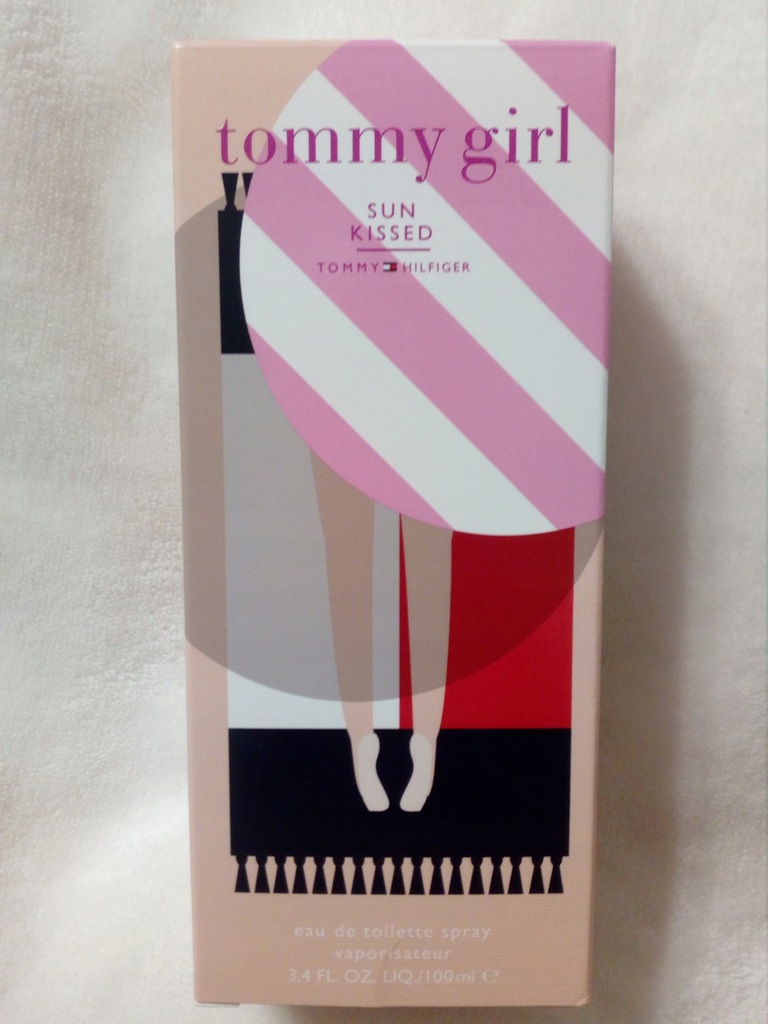 tommy girl
SUN
KISSED
TOMMY HILFIGER
eau de toilette spray
vaporisateur
3.4 FL. OZ. LIQ./100ml ℮